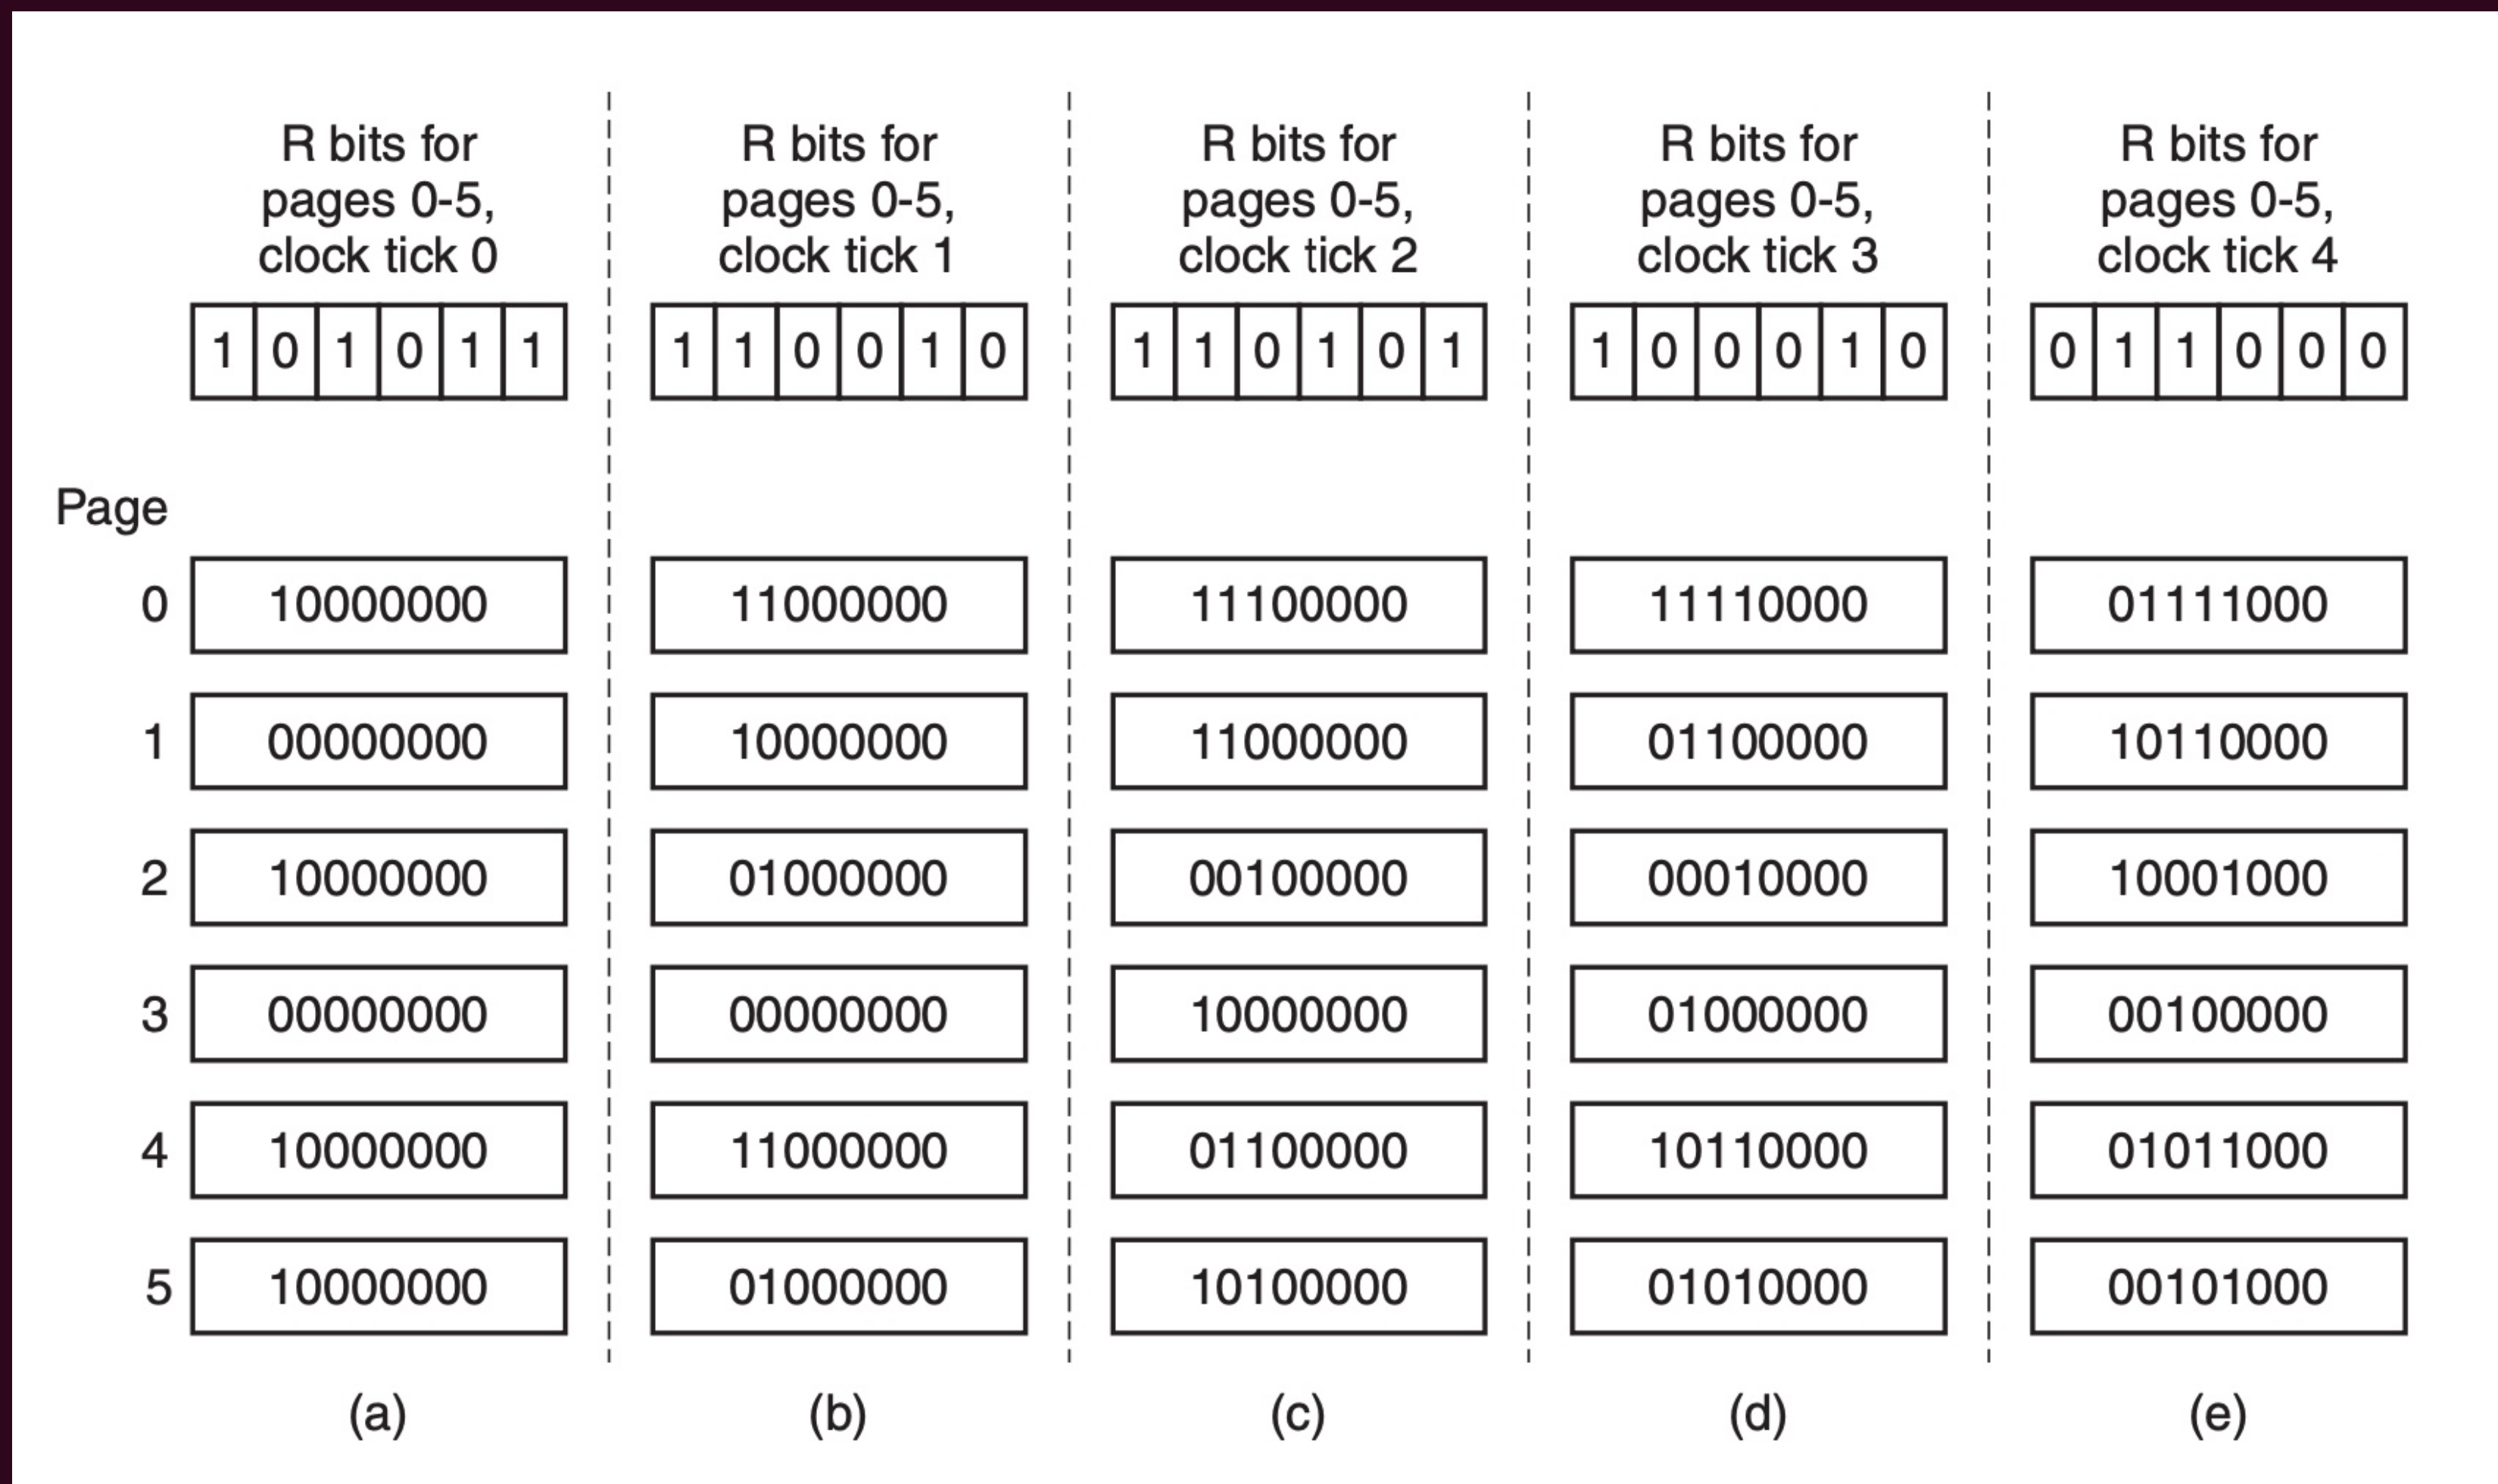 R bits for
pages 0-5,
clock tick 0
R bits for
pages 0-5,
clock tick 1
R bits for
pages 0-5,
clock tick 2
R bits for
pages 0-5,
clock tick 3
R bits for
pages 0-5,
clock tick 4
1 0 1 0 1 1
1 1 0 0 1 0
1 1 0 1 0 1
1 0 0 0 1 0
0 1 1 0 0 0
Page
0 10000000 11000000 11100000 11110000 01111000
1 00000000 10000000 11000000 01100000 10110000
2 10000000 01000000 00100000 00010000 10001000
3 00000000 00000000 10000000 01000000 00100000
4 10000000 11000000 01100000 10110000 01011000
5 10000000 01000000 10100000 01010000 00101000
(a) (b) (c) (d) (e)